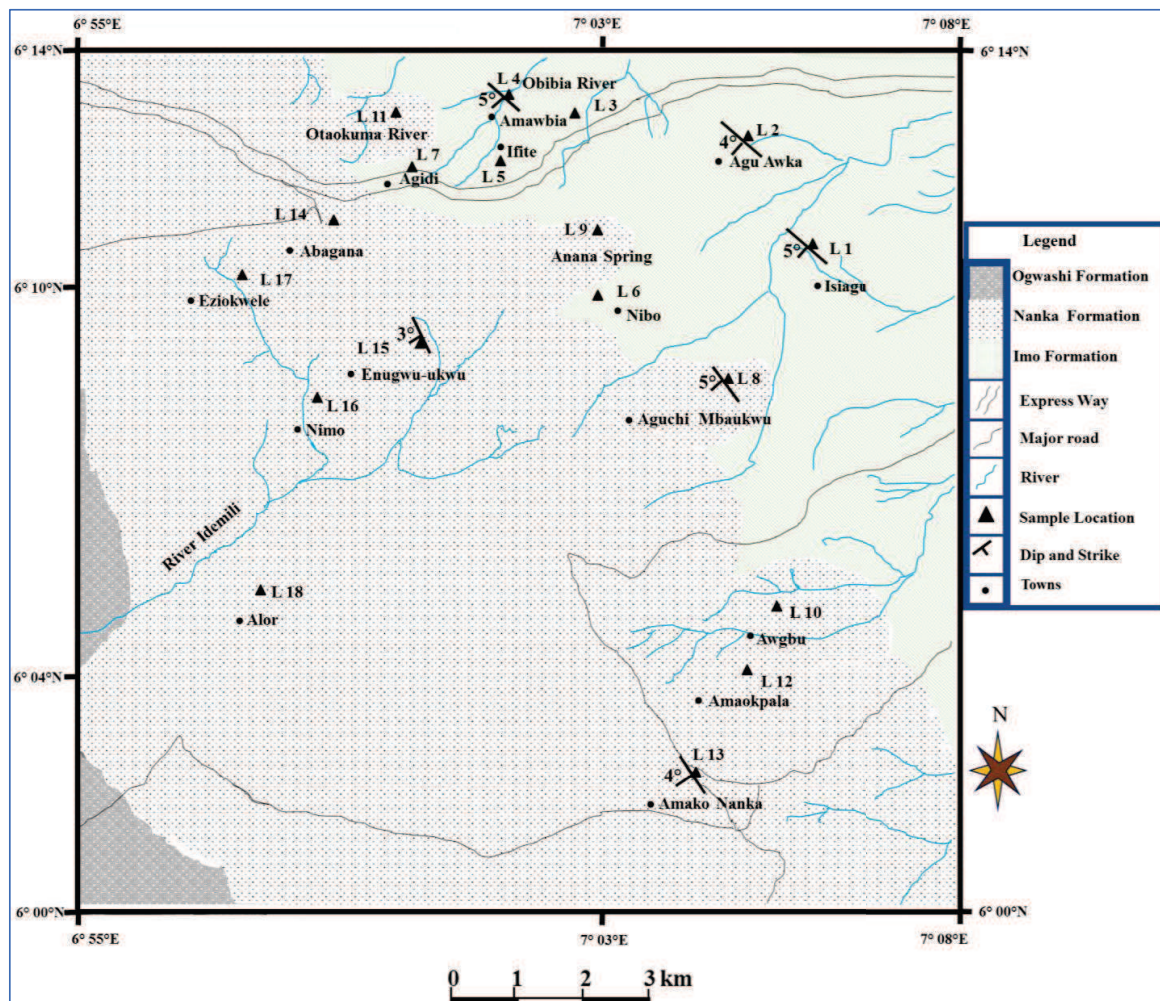 6° 55'E
7° 03'E
7° 08'E
6° 14'N
6° 14'N
L 4
Obibia River
5°
L 3
L 11
Amawbia
Otaokuma River
L 2
4°
Ifite
L 7
L 5
Agu Awka
Agidi
L 14
L 9
L 1
Abagana
Anana Spring
5°
L 17
Isiagu
6° 10'N
6° 10'N
Eziokwele
L 6
Nibo
3°
L 15
Enugwu-ukwu
5°
L 8
L 16
Aguchi Mbaukwu
Nimo
River Idemili
L 18
L 10
Alor
Awgbu
6° 04'N
6° 04'N
L 12
Amaokpala
L 13
4°
Amako Nanka
6° 00'N
6° 00'N
6° 55'E
7° 03'E
7° 08'E
Legend
Ogwashi Formation
Nanka Formation
Imo Formation
Express Way
Major road
River
Sample Location
Dip and Strike
Towns
N
0 1 2 3 km